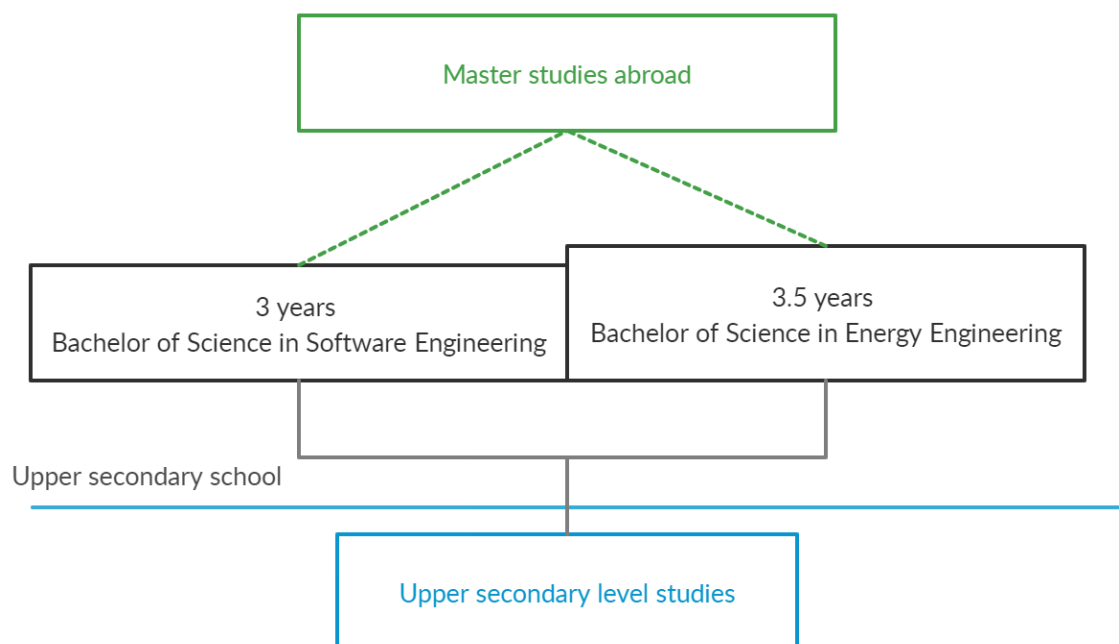 Master studies abroad
3 years
Bachelor of Science in Software Engineering
3.5 years
Bachelor of Science in Energy Engineering
Upper secondary school
Upper secondary level studies